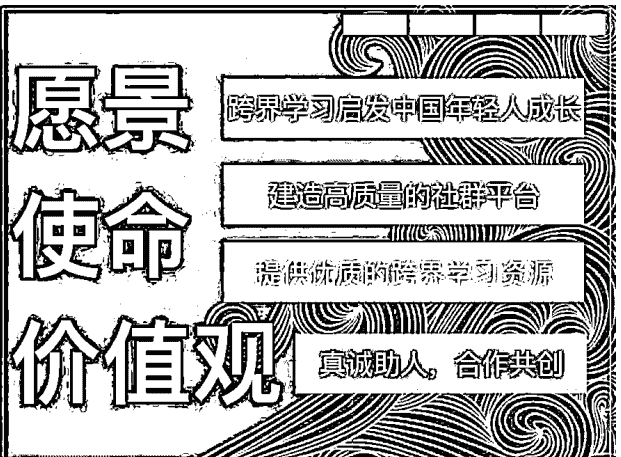 愿景
跨界学习启发中国年轻人成长
使命
建造高质量的社群平台
提供优质的跨界学习资源
价值观
真诚助人，合作共创